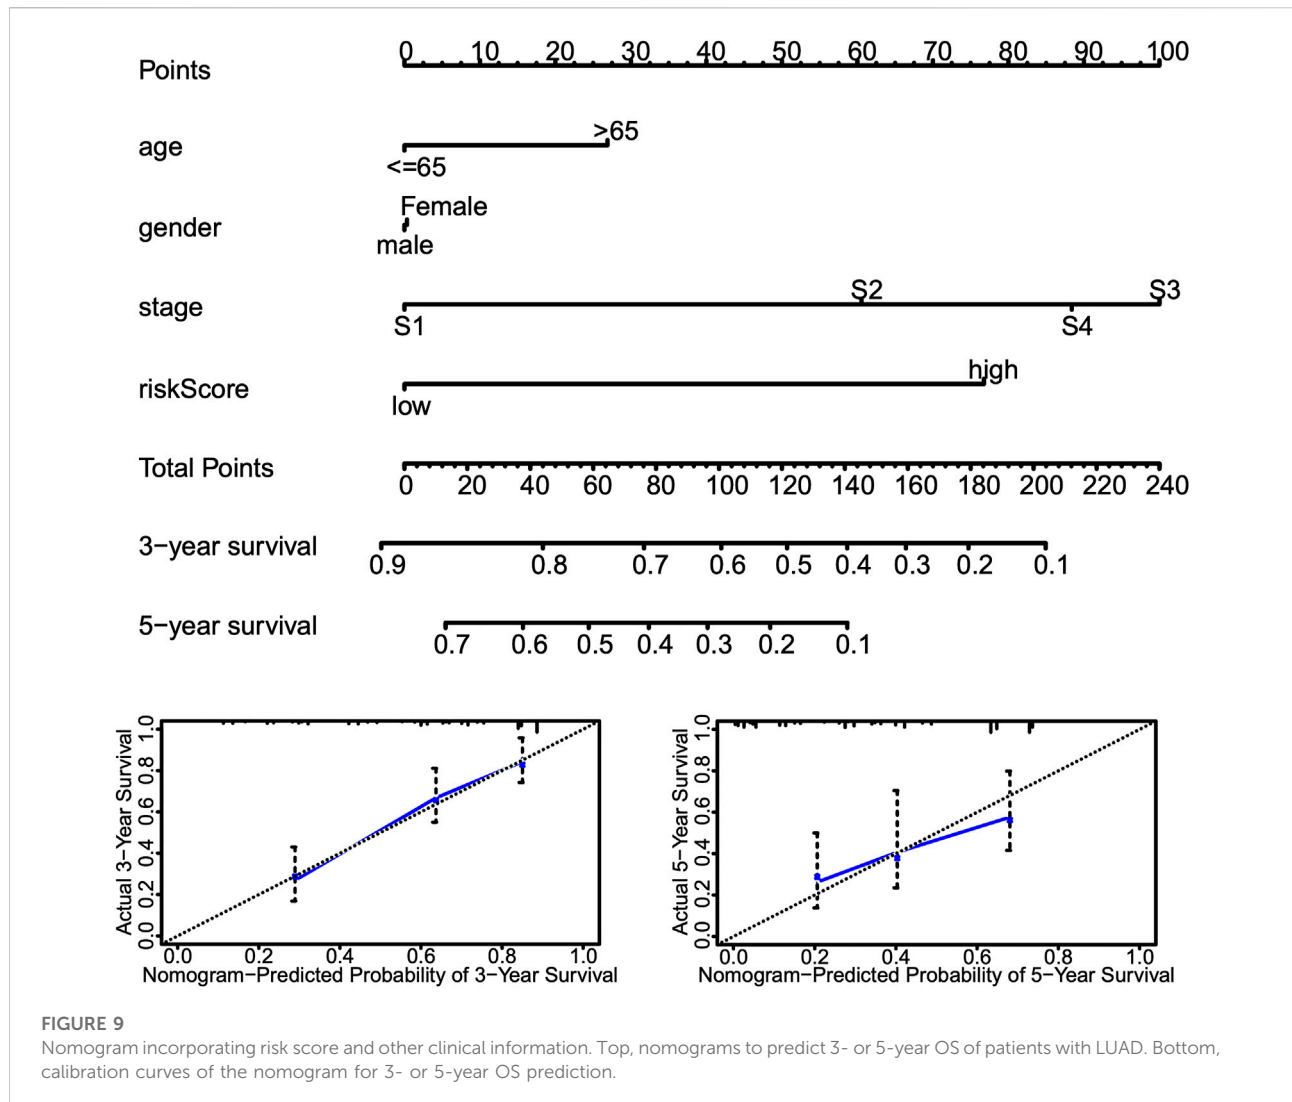 Points
0 10 20 30 40 50 60 70 80 90 100
age
>65
<=65
gender
Female
male
stage
S2 S3
S1 S4
riskScore
high
low
Total Points
0 20 40 60 80 100 120 140 160 180 200 220 240
3−year survival
0.9 0.8 0.7 0.6 0.5 0.4 0.3 0.2 0.1
5−year survival
0.7 0.6 0.5 0.4 0.3 0.2 0.1
Actual 3−Year Survival
0.0 0.2 0.4 0.6 0.8 1.0
0.0 0.2 0.4 0.6 0.8 1.0
Nomogram−Predicted Probability of 3−Year Survival
Actual 5−Year Survival
0.0 0.2 0.4 0.6 0.8 1.0
0.0 0.2 0.4 0.6 0.8 1.0
Nomogram−Predicted Probability of 5−Year Survival
FIGURE 9
Nomogram incorporating risk score and other clinical information. Top, nomograms to predict 3- or 5-year OS of patients with LUAD. Bottom,
calibration curves of the nomogram for 3- or 5-year OS prediction.